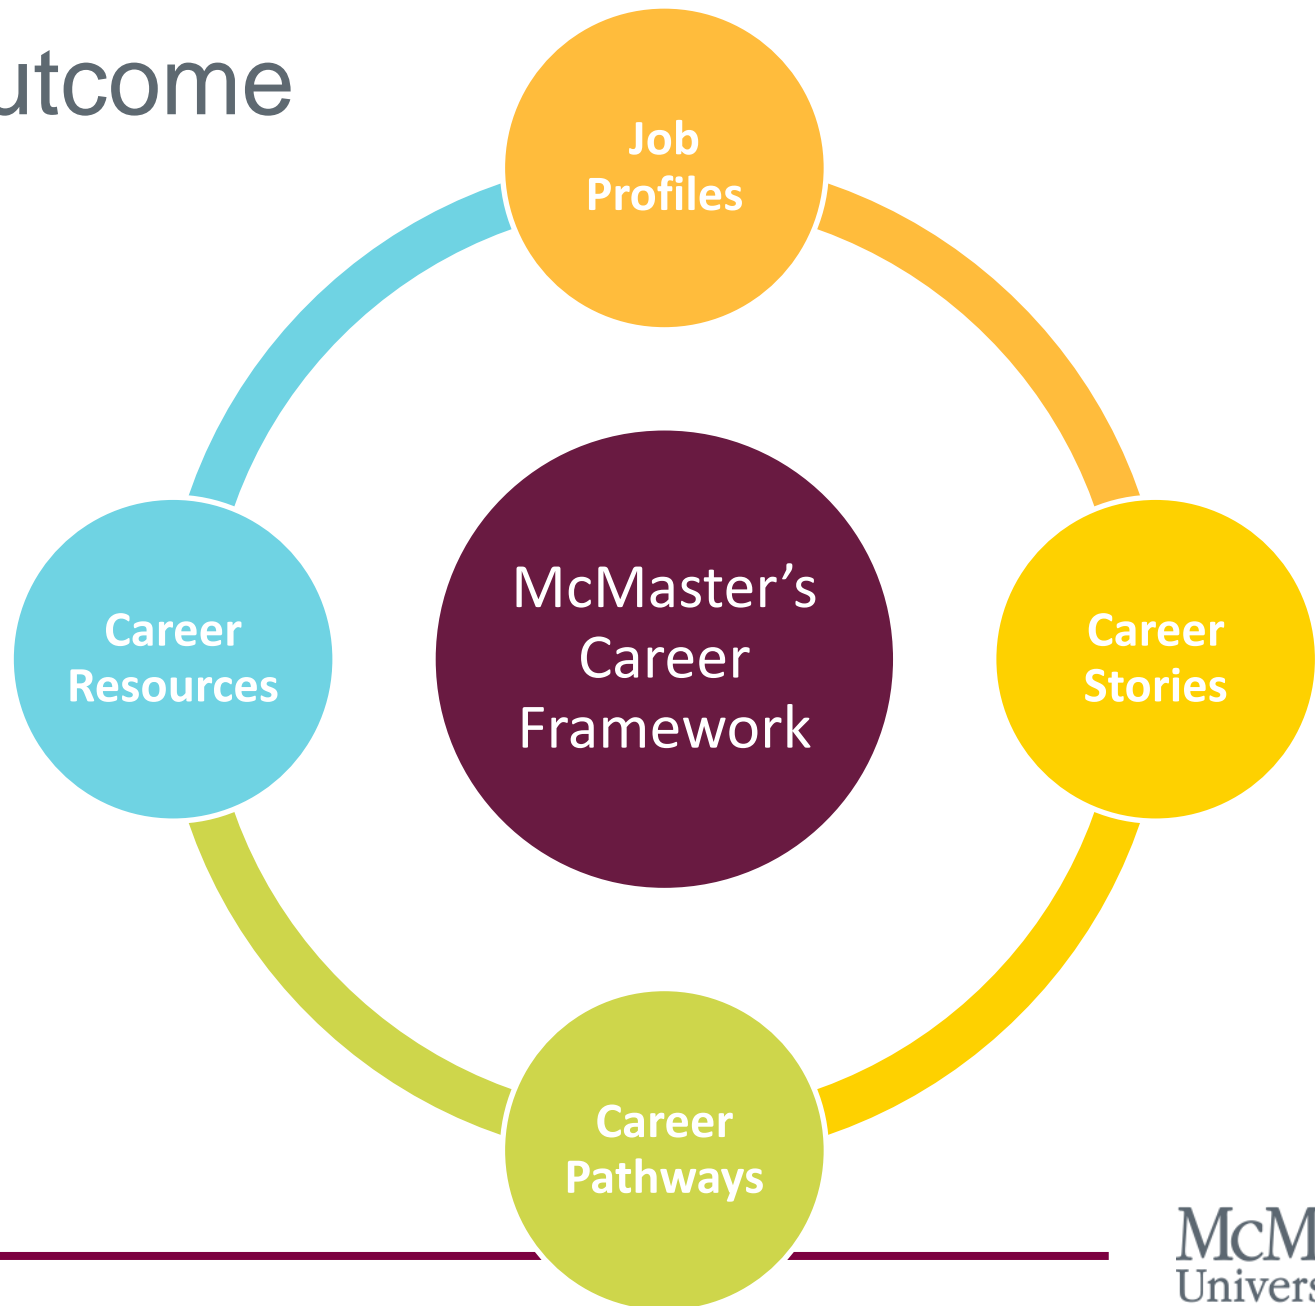 utcome
Job
Profiles
McMaster’s
Career
Framework
Career
Resources
Career
Stories
Career
Pathways
McM
Univers